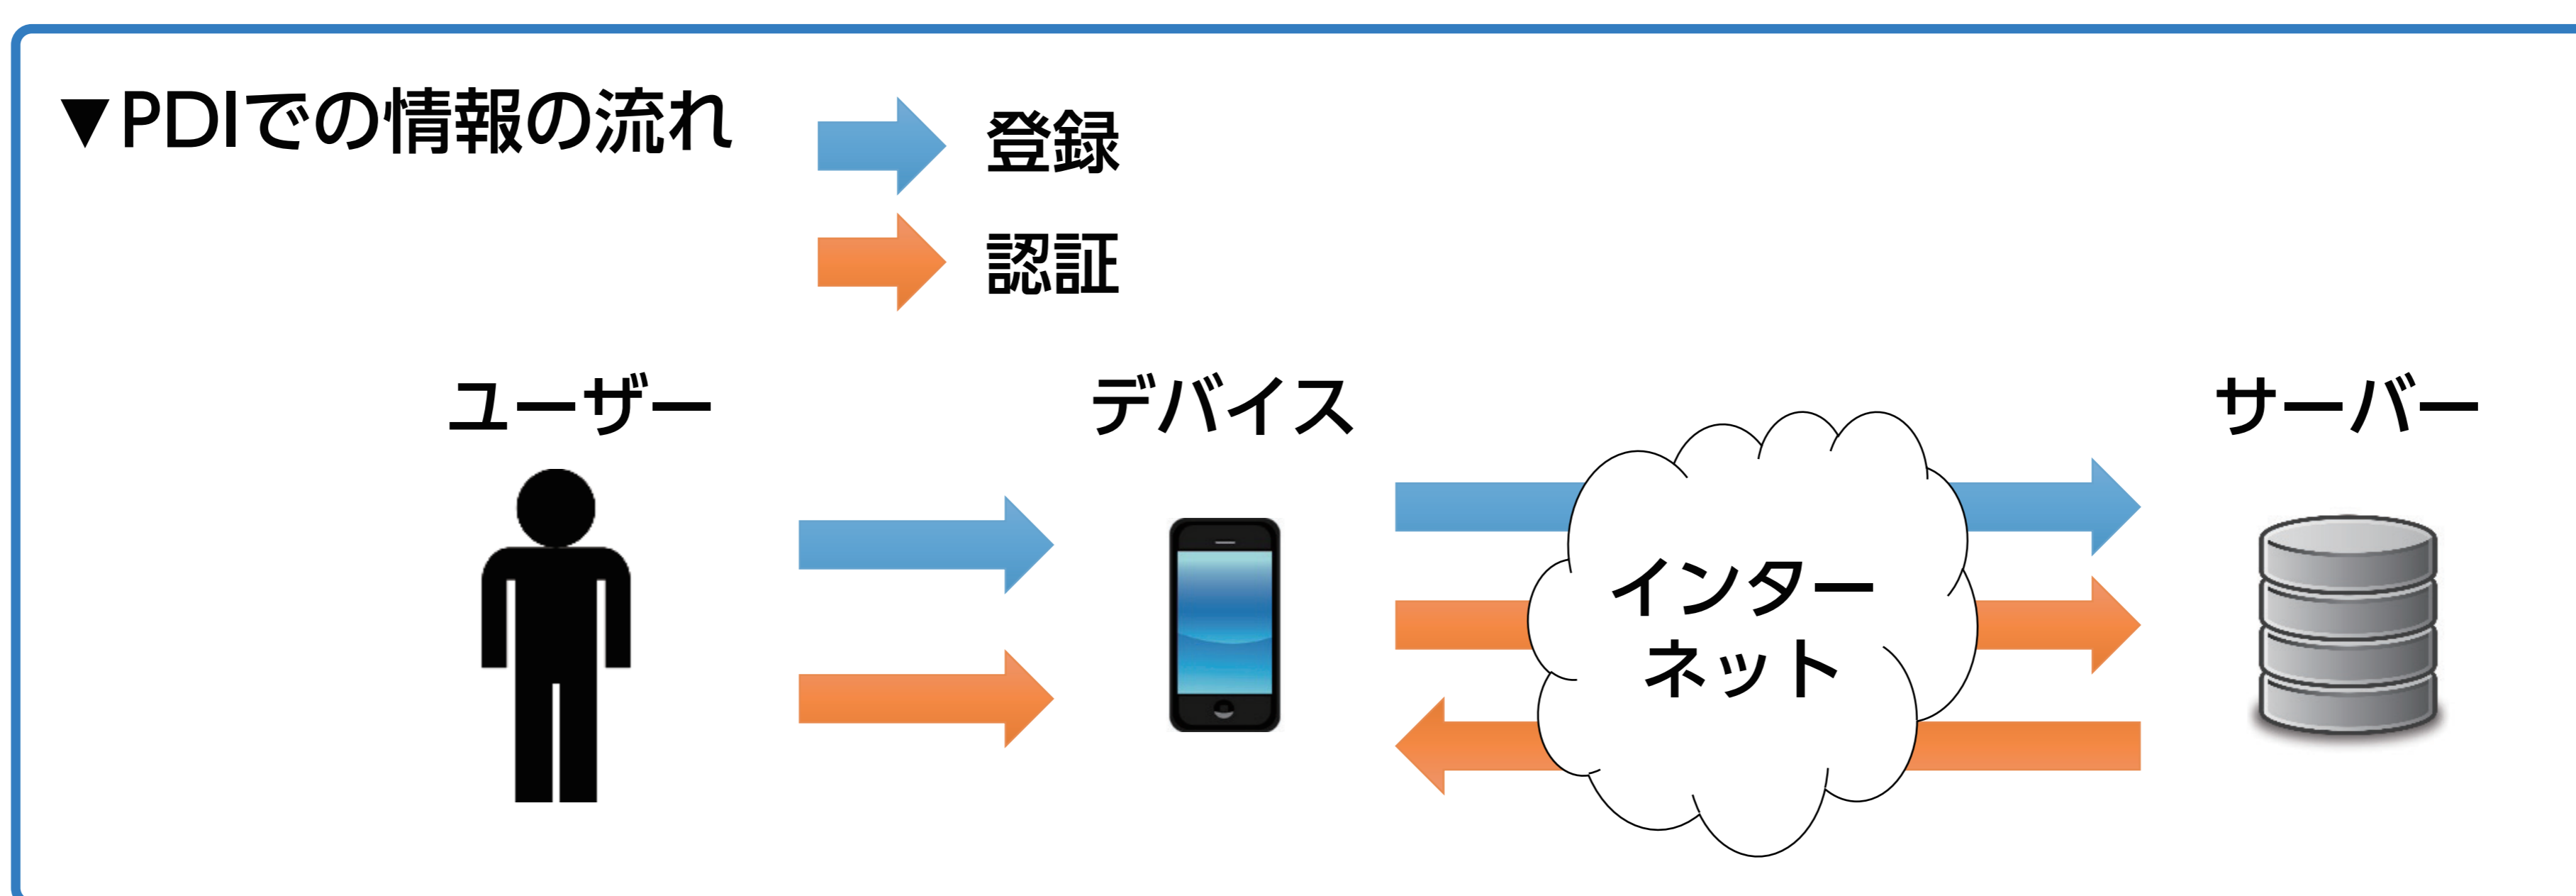 ▼PDIでの情報の流れ
登録
認証
ユーザー
デバイス
サーバー
インター
ネット